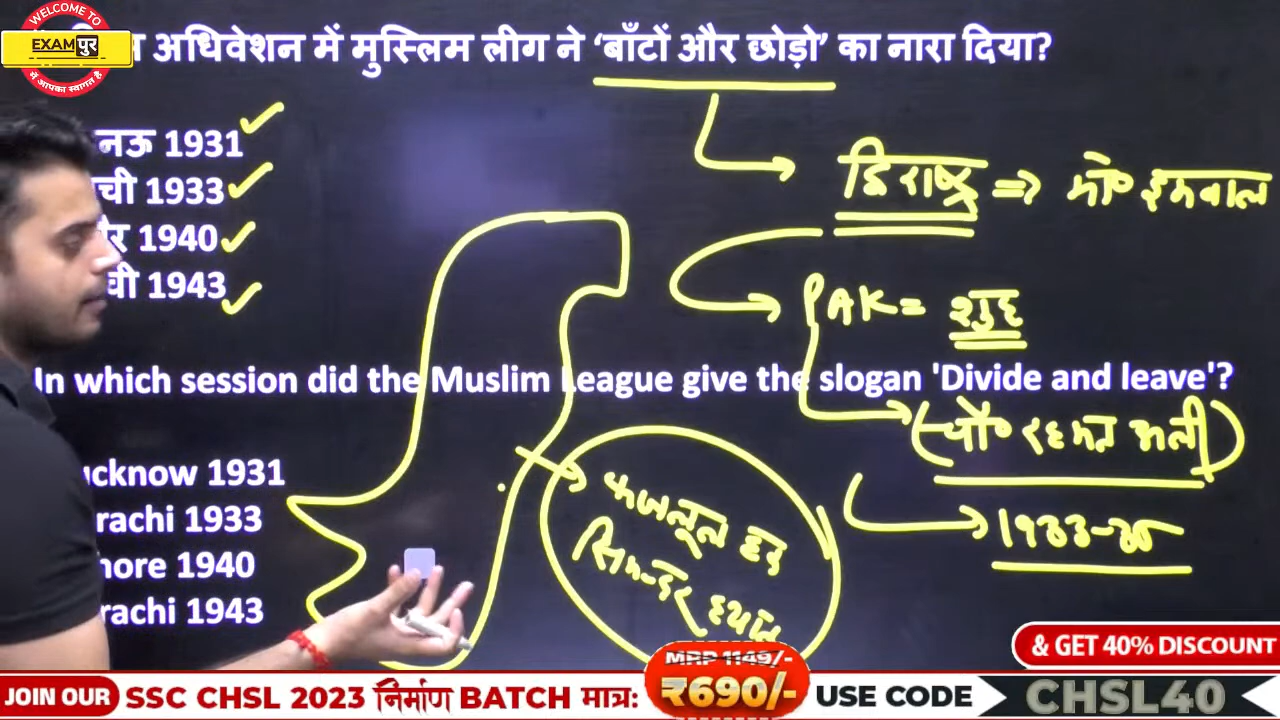 WELCOME TO
EXAMपुर
में आपका स्वागत है
अधिवेशन में मुस्लिम लीग ने ‘बाँटों और छोड़ो’ का नारा दिया?
नऊ 1931
ची 1933
र 1940
ची 1943
द्विराष्ट्र ⇒ मो० इकबाल
PAK = शुद्ध
In which session did the Muslim League give the slogan 'Divide and leave'?
(चौ० रहमत अली)
ucknow 1931
rachi 1933
hore 1940
rachi 1943
फजलूल हक
सिकन्दर हयात
1933-35
& GET 40% DISCOUNT
JOIN OUR SSC CHSL 2023 निर्माण BATCH मात्र: MRP 1149/- ₹690/- USE CODE CHSL40